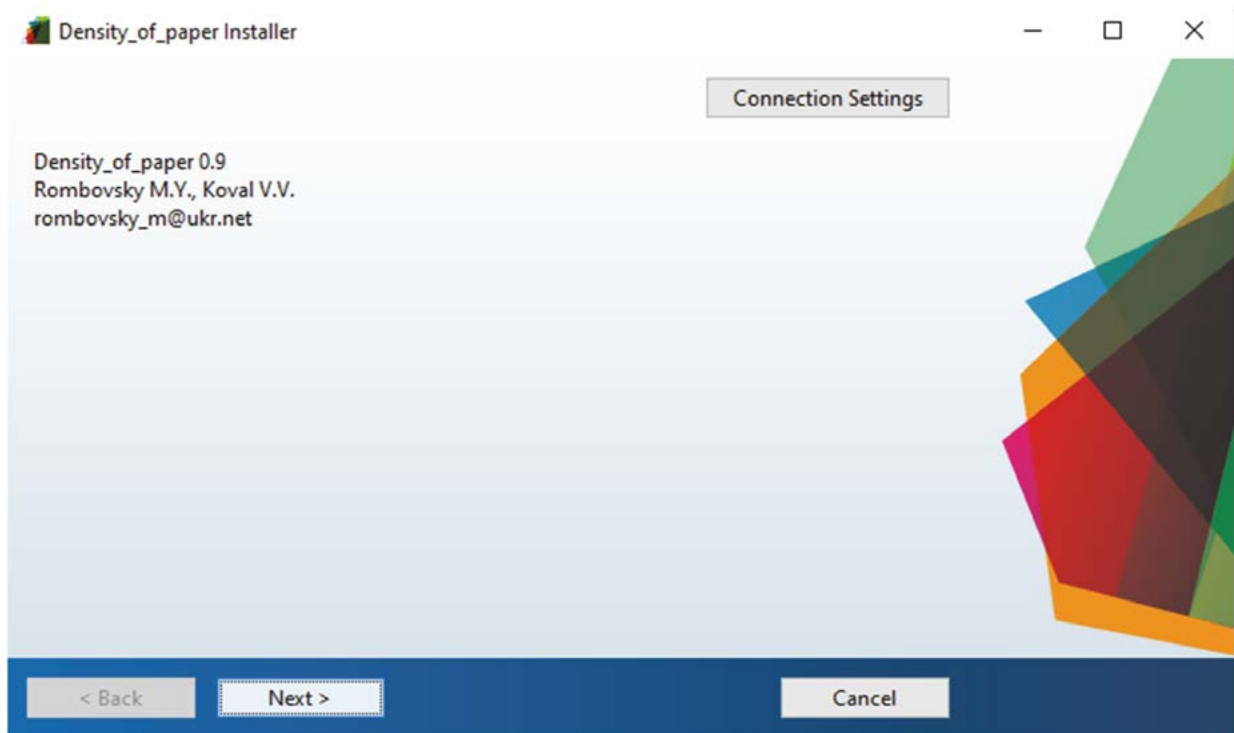 Density_of_paper Installer
Connection Settings
Density_of_paper 0.9
Rombovsky M.Y., Koval V.V.
rombovsky_m@ukr.net
< Back
Next >
Cancel